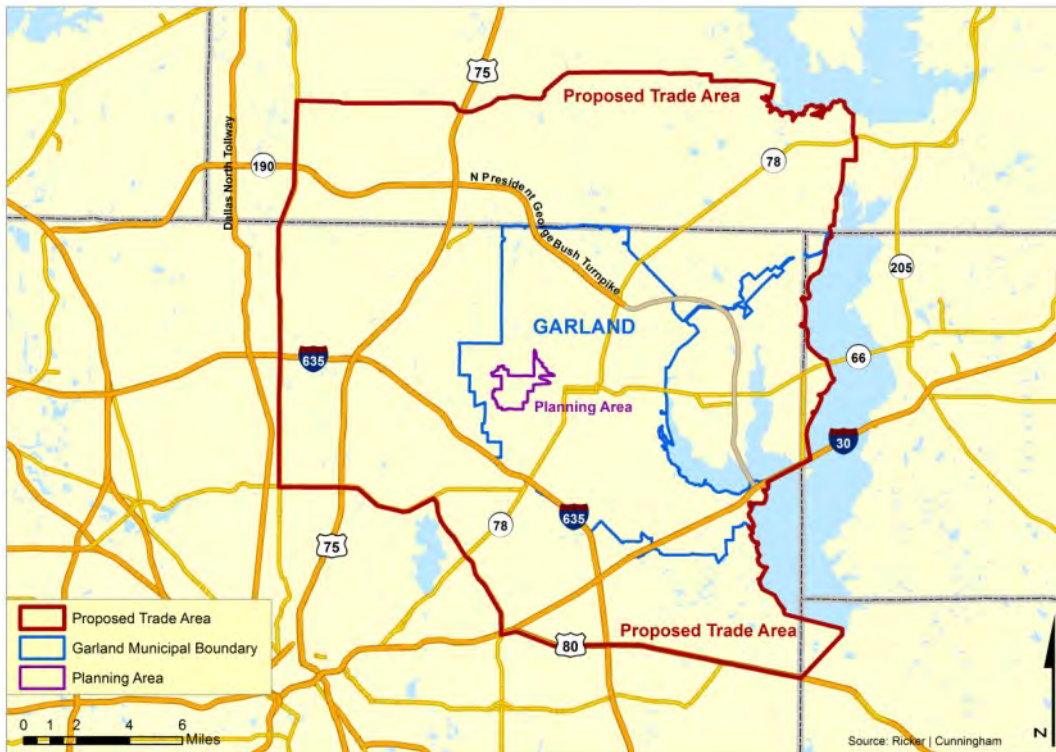 75
Proposed Trade Area
78
190
Dallas North Tollway
N President George Bush Turnpike
205
GARLAND
635
66
Planning Area
30
78
635
75
Proposed Trade Area
80
Proposed Trade Area
Garland Municipal Boundary
Planning Area
0 1 2 4 6
Miles
Source: Ricker | Cunningham
N